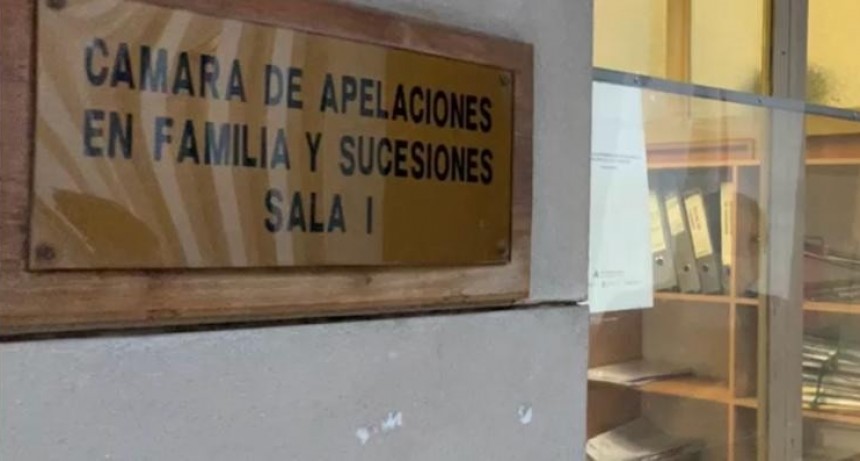 CAMARA DE APELACIONES
EN FAMILIA Y SUCESIONES
SALA I